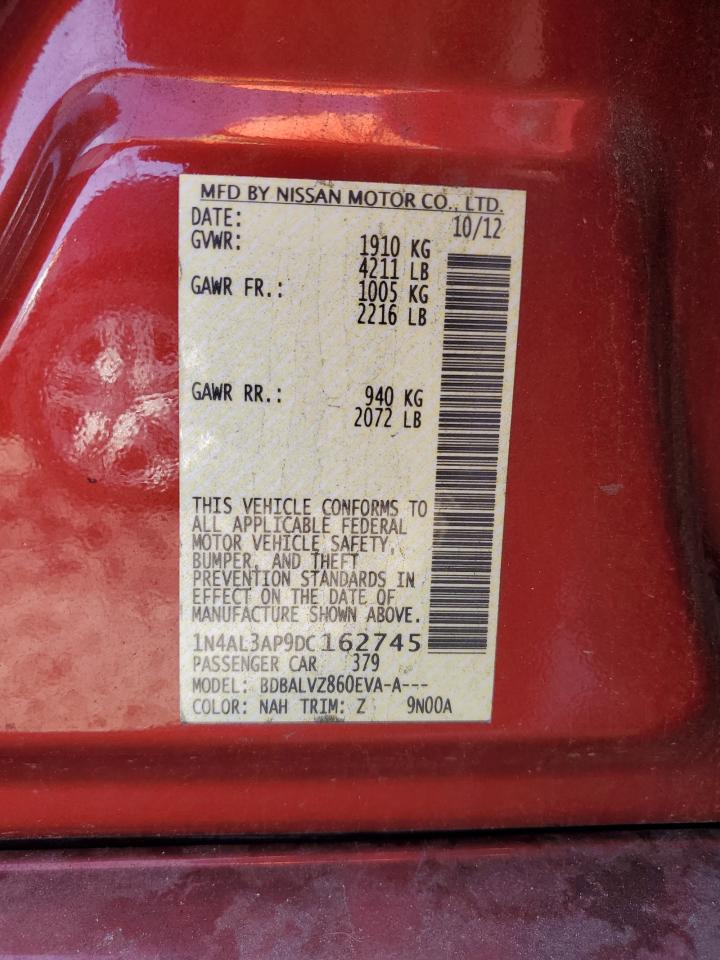 MFD BY NISSAN MOTOR CO., LTD.
DATE: 10/12
GVWR: 1910 KG
4211 LB
GAWR FR.: 1005 KG
2216 LB
GAWR RR.: 940 KG
2072 LB
THIS VEHICLE CONFORMS TO
ALL APPLICABLE FEDERAL
MOTOR VEHICLE SAFETY,
BUMPER, AND THEFT
PREVENTION STANDARDS IN
EFFECT ON THE DATE OF
MANUFACTURE SHOWN ABOVE.
1N4AL3AP9DC162745
PASSENGER CAR 379
MODEL: BDBALVZ860EVA-A---
COLOR: NAH TRIM: Z 9N00A